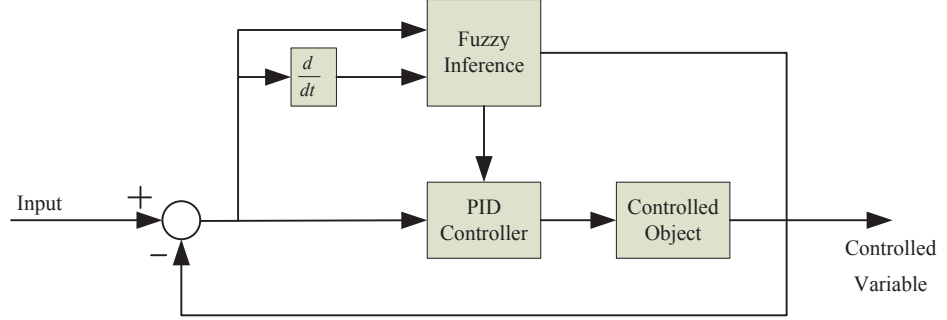 Fuzzy
Inference
d
dt
Input
+
−
PID
Controller
Controlled
Object
Controlled
Variable